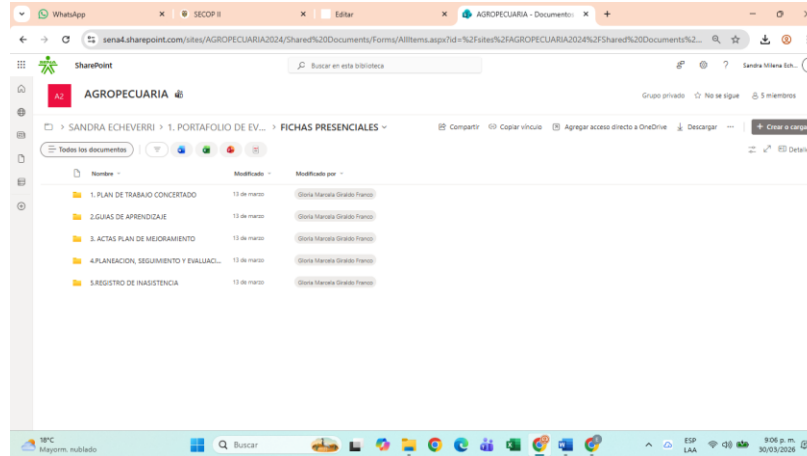 WhatsApp
SECOP II
Editar
AGROPECUARIA - Documentos
sena4.sharepoint.com/sites/AGROPECUARIA2024/Shared%20Documents/Forms/AllItems.aspx?id=%2Fsites%2FAGROPECUARIA2024%2FShared%20Documents%2...
SharePoint
Buscar en esta biblioteca
Sandra Milena Ech...
A2
AGROPECUARIA
Grupo privado
No se sigue
5 miembros
> SANDRA ECHEVERRI > 1. PORTAFOLIO DE EV... > FICHAS PRESENCIALES
Compartir
Copiar vínculo
Agregar acceso directo a OneDrive
Descargar
...
+ Crear o cargar
Todos los documentos
Detalles
Nombre
Modificado
Modificado por
1. PLAN DE TRABAJO CONCERTADO 13 de marzo Gloria Marcela Giraldo Franco
2.GUIAS DE APRENDIZAJE 13 de marzo Gloria Marcela Giraldo Franco
3. ACTAS PLAN DE MEJORAMIENTO 13 de marzo Gloria Marcela Giraldo Franco
4.PLANEACION, SEGUIMIENTO Y EVALUACI... 13 de marzo Gloria Marcela Giraldo Franco
5.REGISTRO DE INASISTENCIA 13 de marzo Gloria Marcela Giraldo Franco
18°C
Mayorm. nublado
Buscar
ESP
LAA
9:06 p. m.
30/03/2026